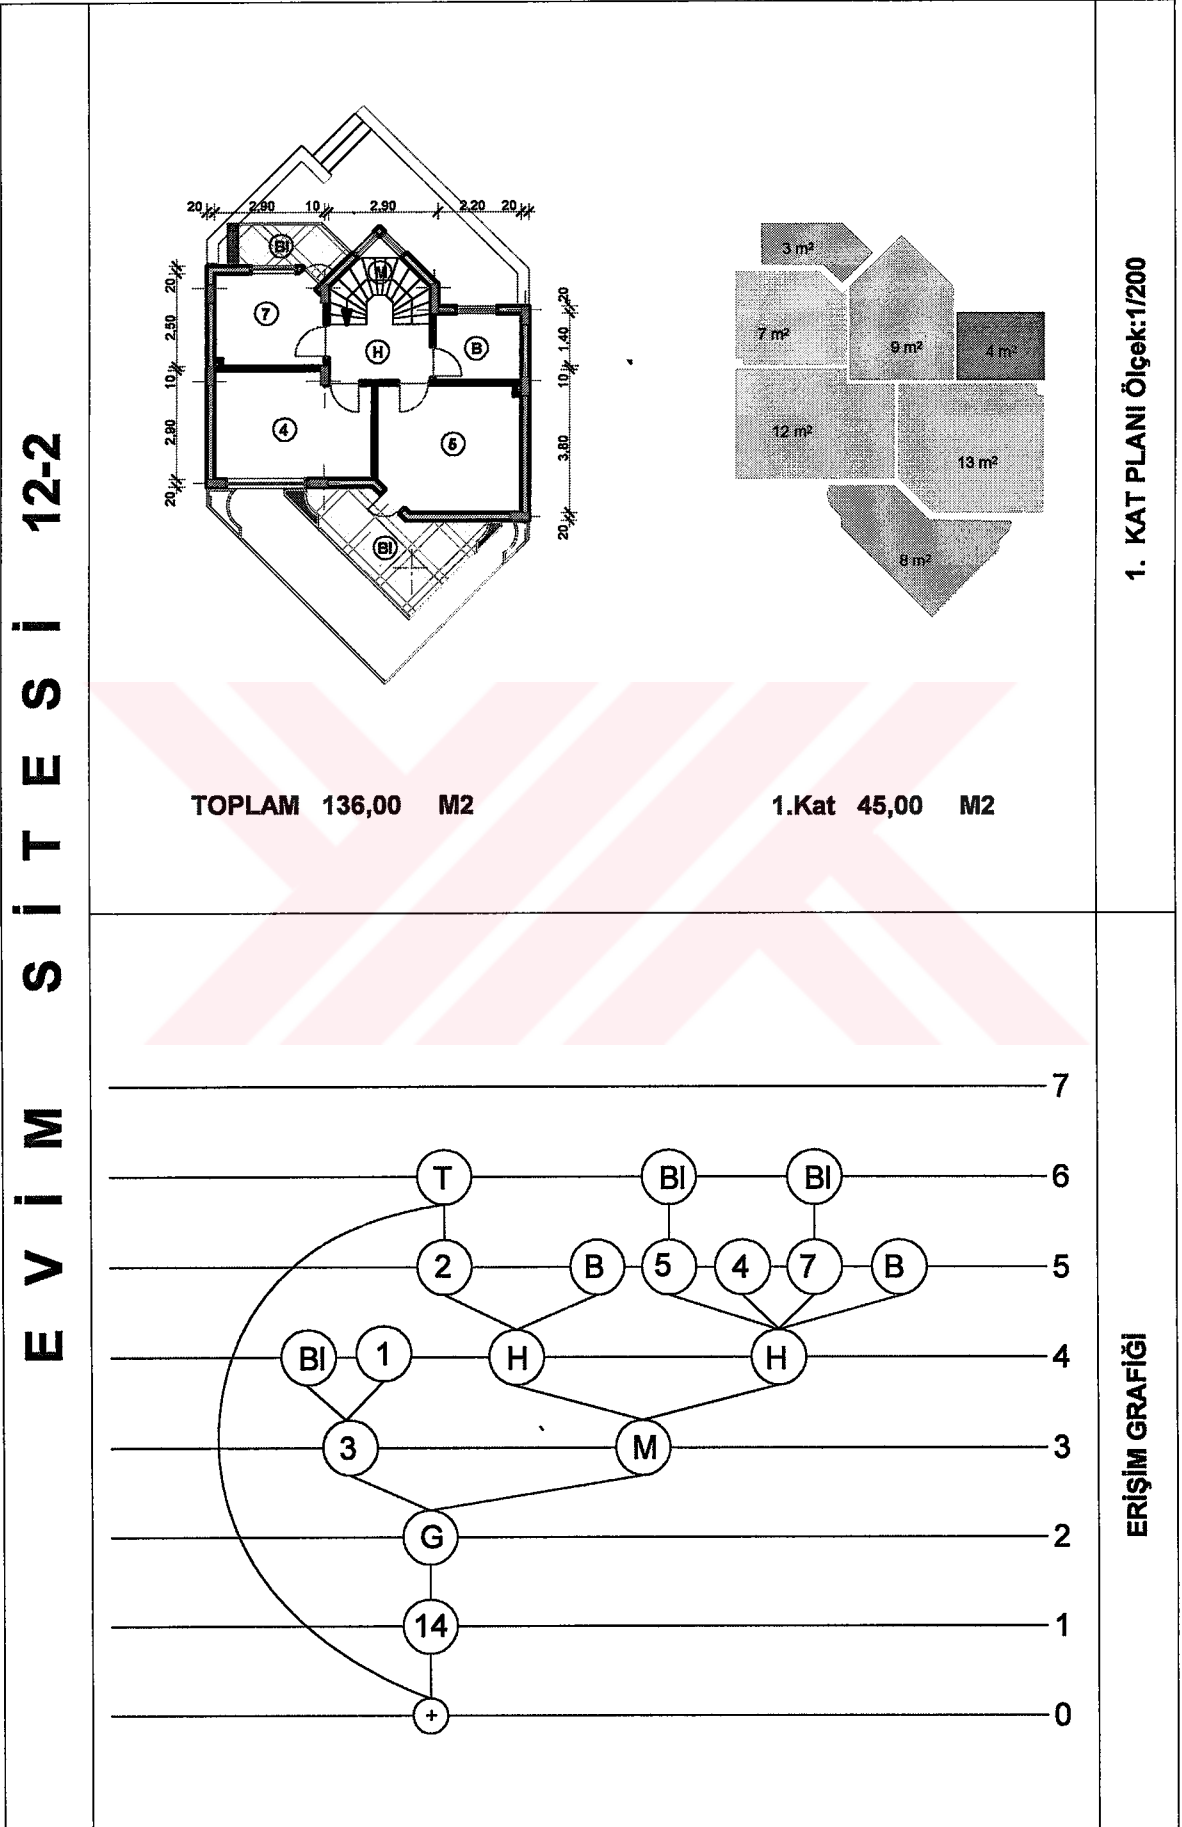 EVİM SİTESİ 12-2
20 2.90 10 2.90 2.20 20
20 2.50 10 2.90 20
20 1.40 10 3.80 20
Bl
M
7
H
B
4
5
Bl
3 m²
7 m²
9 m²
4 m²
12 m²
13 m²
8 m²
1. KAT PLANI Ölçek:1/200
TOPLAM 136,00 M2
1.Kat 45,00 M2
7
T Bl Bl 6
2 B 5 4 7 B 5
Bl 1 H H 4
3 M 3
G 2
14 1
+ 0
ERİŞİM GRAFİĞİ